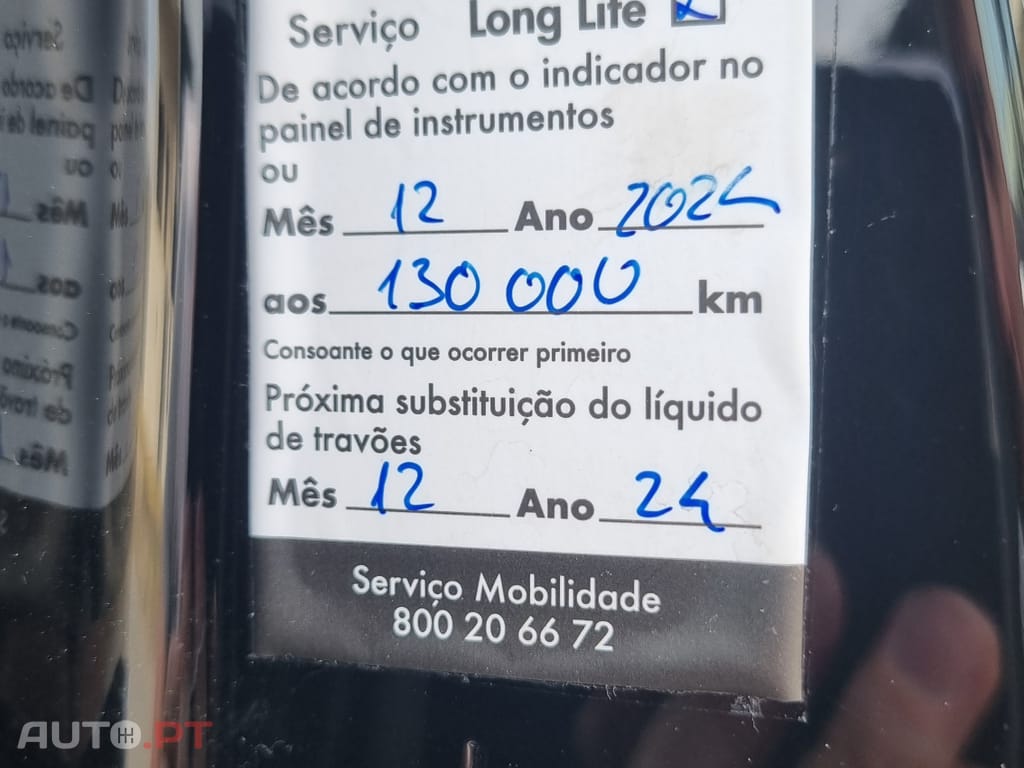 Serviço Long Life
De acordo com o indicador no
painel de instrumentos
ou
Mês 12 Ano 2024
aos 130 000 km
Consoante o que ocorrer primeiro
Próxima substituição do líquido
de travões
Mês 12 Ano 24
Serviço Mobilidade
800 20 66 72
AUTO.PT